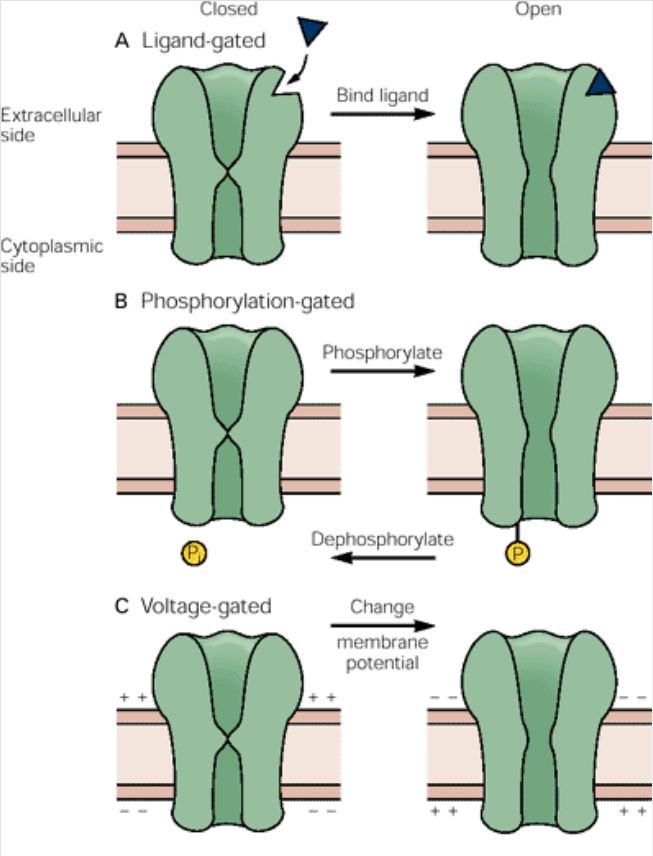 Closed
Open
A Ligand-gated
Bind ligand
Extracellular
side
Cytoplasmic
side
B Phosphorylation-gated
Phosphorylate
Dephosphorylate
Pi
P
C Voltage-gated
Change
membrane
potential
+ +
+ +
– –
– –
– –
– –
+ +
+ +